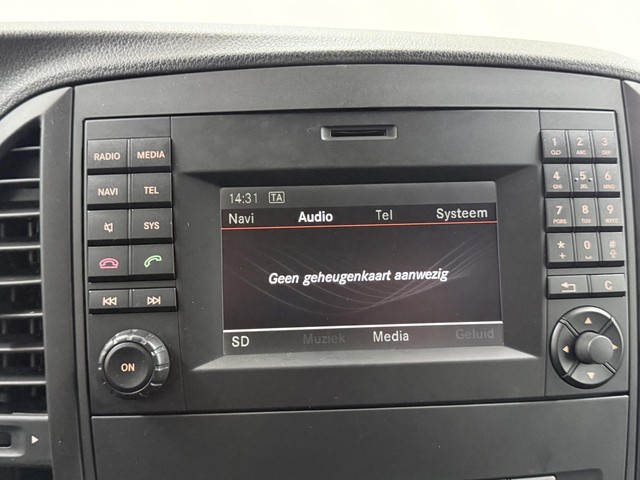 RADIO MEDIA
NAVI TEL
SYS
ON
14:31 TA
Navi Audio Tel Systeem
Geen geheugenkaart aanwezig
SD Muziek Media Geluid
1 2 ABC 3 DEF
4 GHI 5 JKL 6 MNO
7 PQRS 8 TUV 9 WXYZ
* 0 #
+
C